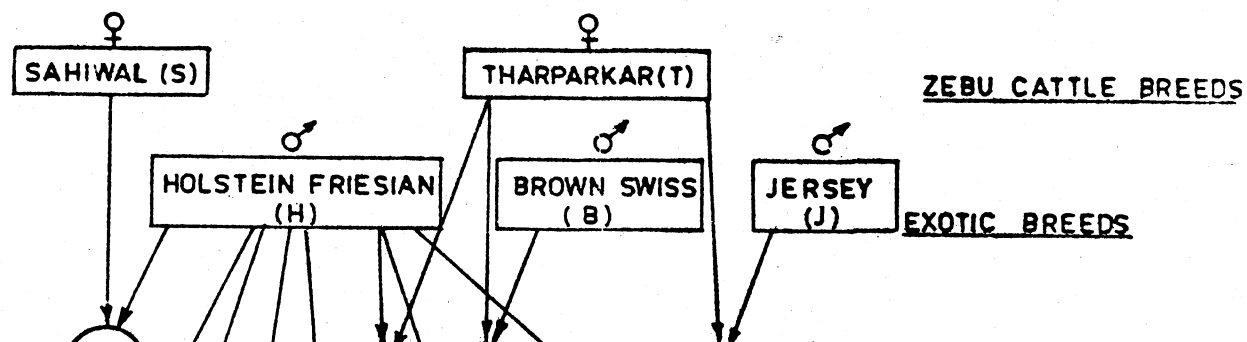 SAHIWAL (S)
THARPARKAR(T)
ZEBU CATTLE BREEDS
HOLSTEIN FRIESIAN
(H)
BROWN SWISS
(B)
JERSEY
(J)
EXOTIC BREEDS